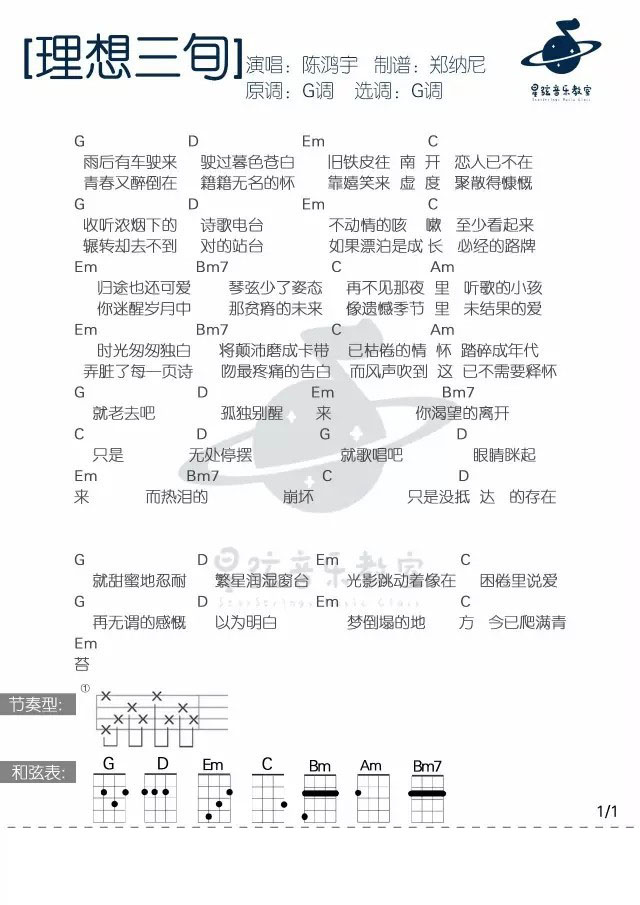 [理想三旬]
演唱：陈鸿宇 制谱：郑纳尼
原调：G调 选调：G调
星弦音乐教室
StarStrings Music Class
G D Em C
雨后有车驶来 驶过暮色苍白 旧铁皮往 南 开 恋人已不在
青春又醉倒在 籍籍无名的怀 靠嬉笑来 虚 度 聚散得慷慨
G D Em C
收听浓烟下的 诗歌电台 不动情的咳 嗽 至少看起来
辗转却去不到 对的站台 如果漂泊是成 长 必经的路牌
Em Bm7 C Am
归途也还可爱 琴弦少了姿态 再不见那夜 里 听歌的小孩
你迷醒岁月中 那贫瘠的未来 像遗憾季节 里 未结果的爱
Em Bm7 C Am
时光匆匆独白 将颠沛磨成卡带 已枯倦的情 怀 踏碎成年代
弄脏了每一页诗 吻最疼痛的告白 而风声吹到 这 已不需要释怀
G D Em Bm7
就老去吧 孤独别醒 来 你渴望的离开
C D G D
只是 无处停摆 就歌唱吧 眼睛眯起
Em Bm7 C D
来 而热泪的 崩坏 只是没抵 达 的存在
星弦音乐教室
StarStrings Music Class
G D Em C
就甜蜜地忍耐 繁星润湿窗台 光影跳动着像在 困倦里说爱
G D Em C
再无谓的感慨 以为明白 梦倒塌的地 方 今已爬满青
Em
苔
节奏型: ①
和弦表: G D Em C Bm Am Bm7
1/1